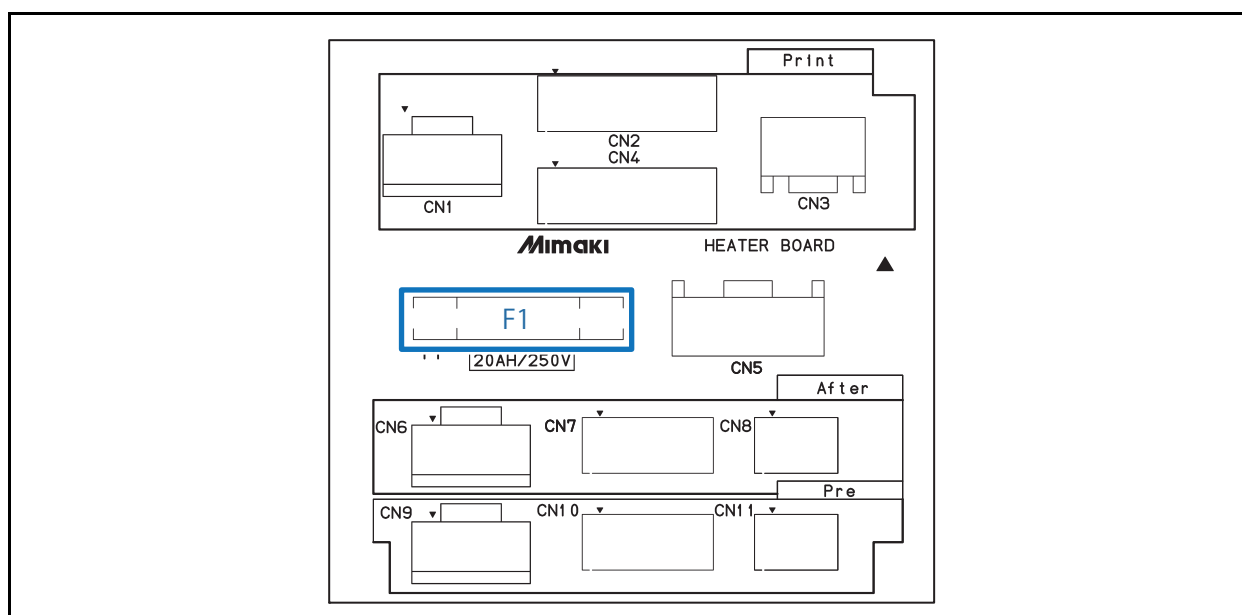 Print
CN2
CN4
CN1
CN3
Mimaki
HEATER BOARD
F1
20AH/250V
CN5
After
CN6
CN7
CN8
Pre
CN9
CN10
CN11